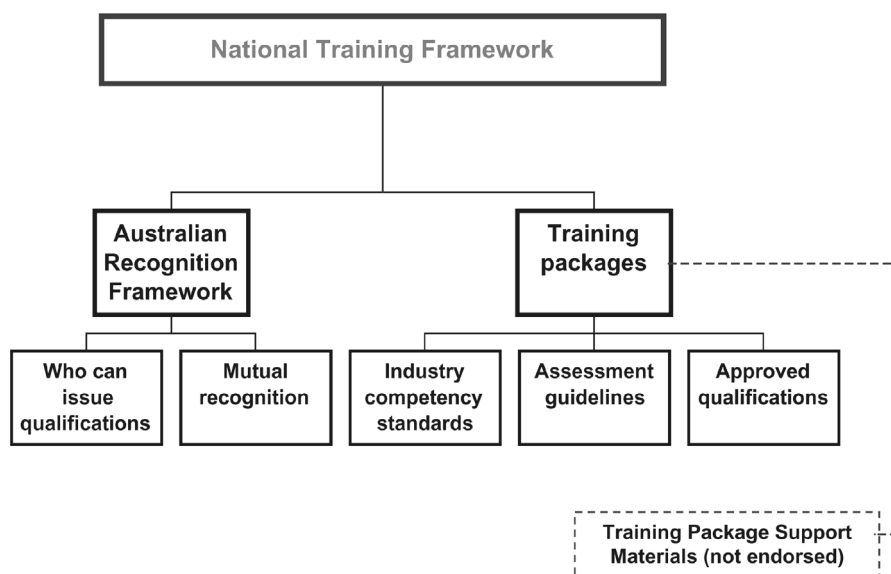 National Training Framework
Australian
Recognition
Framework
Training
packages
Who can
issue
qualifications
Mutual
recognition
Industry
competency
standards
Assessment
guidelines
Approved
qualifications
Training Package Support
Materials (not endorsed)